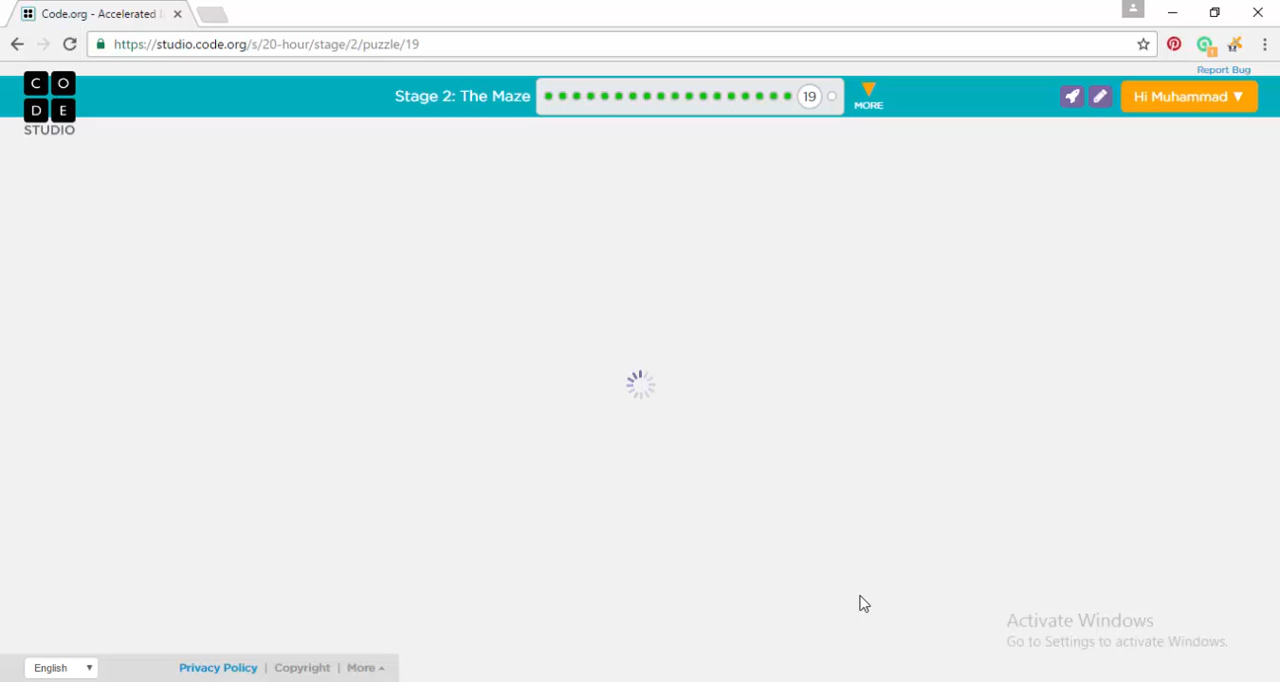 Code.org - Accelerated
https://studio.code.org/s/20-hour/stage/2/puzzle/19
Report Bug
C O
D E
STUDIO
Stage 2: The Maze
19
MORE
Hi Muhammad ▼
Activate Windows
Go to Settings to activate Windows.
English ▼
Privacy Policy | Copyright | More